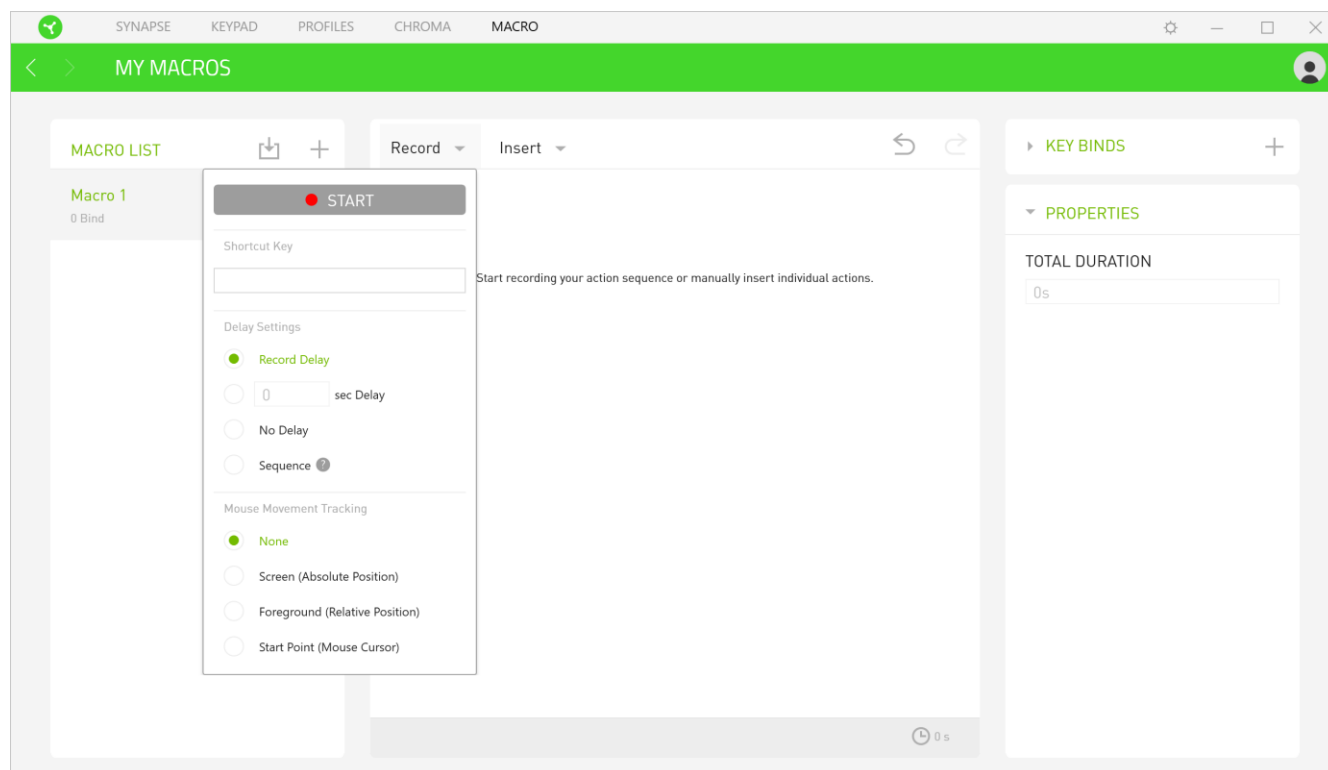 SYNAPSE KEYPAD PROFILES CHROMA MACRO
MY MACROS
MACRO LIST
Macro 1
0 Bind
Record Insert
START
Shortcut Key
Delay Settings
Record Delay
0 sec Delay
No Delay
Sequence ?
Mouse Movement Tracking
None
Screen (Absolute Position)
Foreground (Relative Position)
Start Point (Mouse Cursor)
Start recording your action sequence or manually insert individual actions.
0 s
KEY BINDS
PROPERTIES
TOTAL DURATION
0s